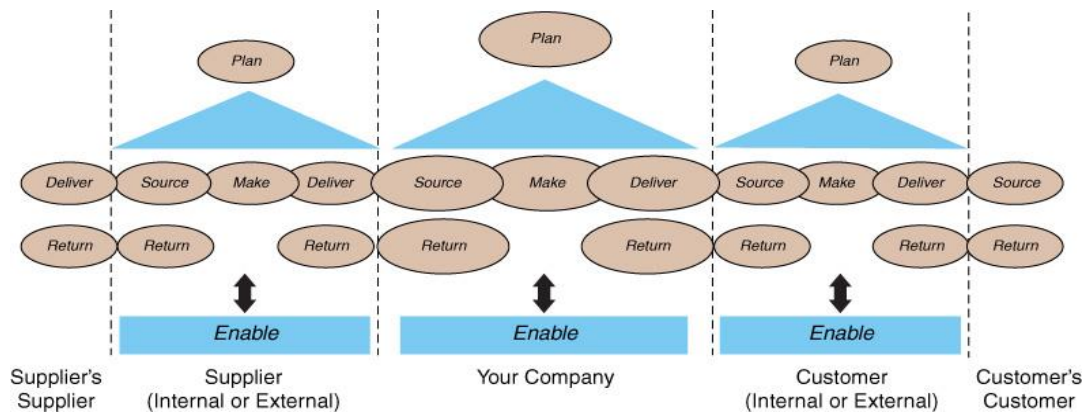 Plan
Plan
Plan
Deliver Source Make Deliver Source Make Deliver Source Make Deliver Source
Return Return Return Return Return Return Return Return
Enable Enable Enable
Supplier's
Supplier
Supplier
(Internal or External)
Your Company
Customer
(Internal or External)
Customer's
Customer